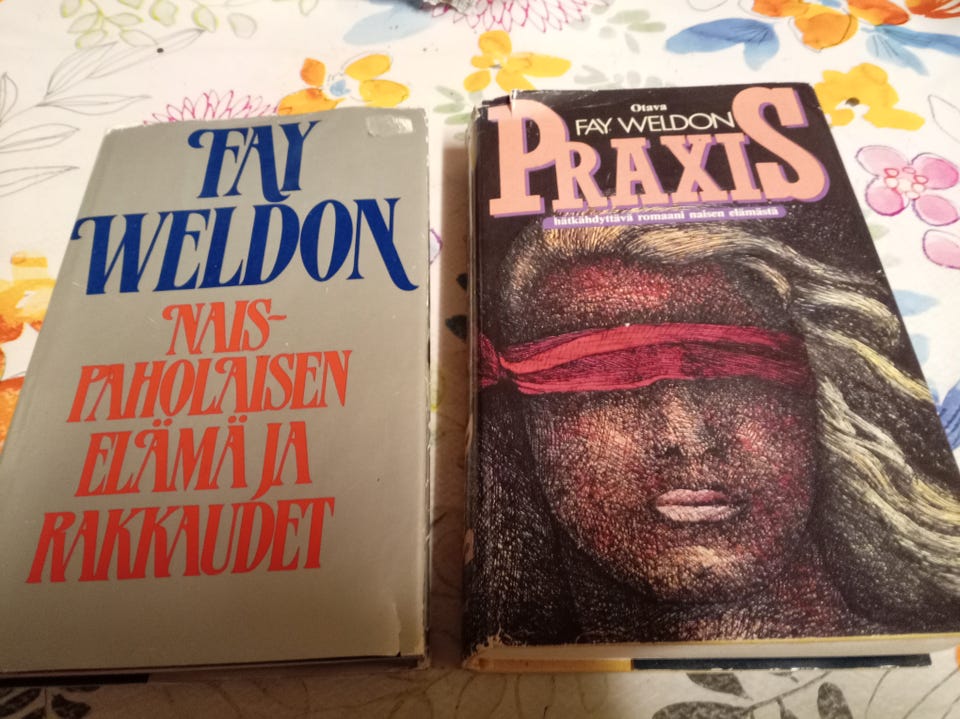 FAY
WELDON
NAIS-
PAHOLAISEN
ELÄMÄ JA
RAKKAUDET
Otava
FAY WELDON
PRAXIS
hätkähdyttävä romaani naisen elämästä